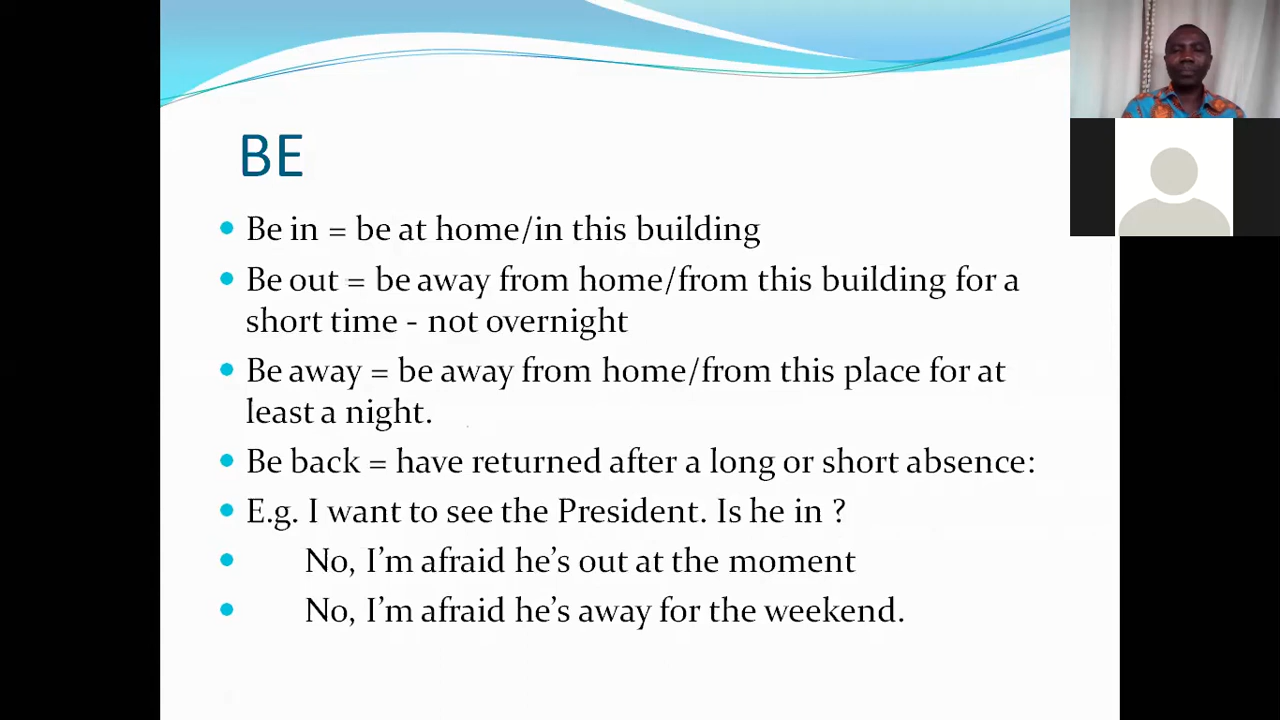 BE
• Be in = be at home/in this building
• Be out = be away from home/from this building for a
short time - not overnight
• Be away = be away from home/from this place for at
least a night.
• Be back = have returned after a long or short absence:
• E.g. I want to see the President. Is he in ?
• No, I’m afraid he’s out at the moment
• No, I’m afraid he’s away for the weekend.